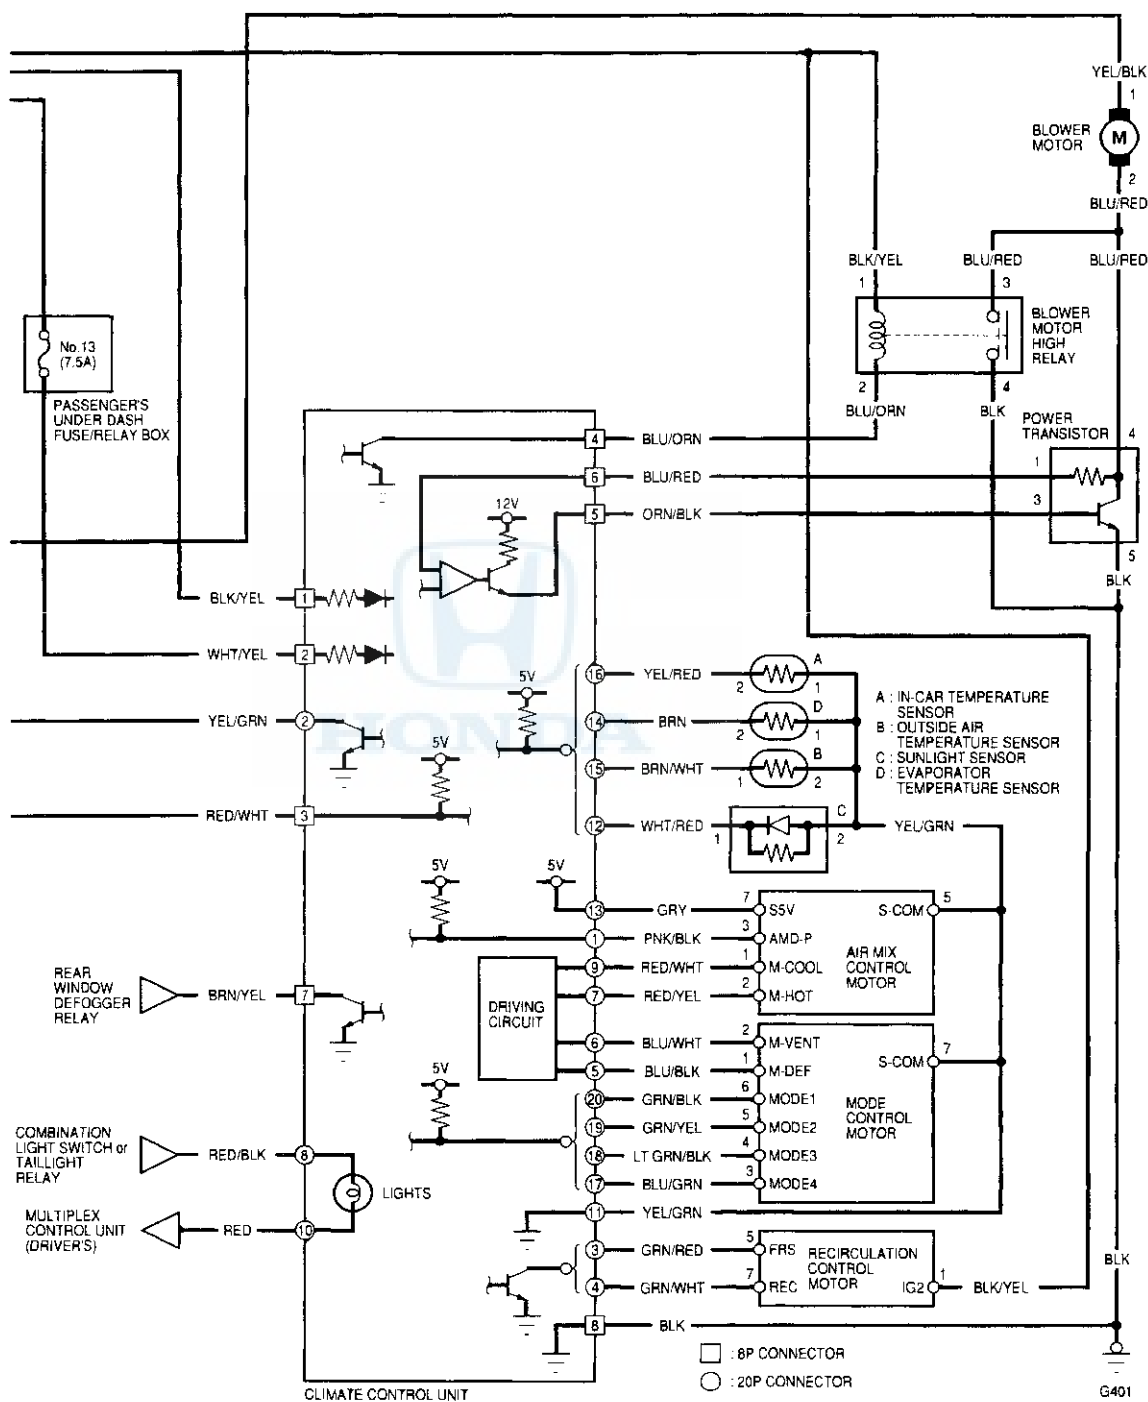 YEL/BLK
1
BLOWER
MOTOR
M
2
BLU/RED
BLK/YEL
BLU/RED
BLU/RED
1
3
BLOWER
MOTOR
HIGH
RELAY
No.13
(7.5A)
2
4
PASSENGER'S
UNDER DASH
FUSE/RELAY BOX
BLU/ORN
BLK
POWER
TRANSISTOR
4
4
BLU/ORN
6
BLU/RED
1
12V
5
ORN/BLK
3
5
BLK
BLK/YEL
1
WHT/YEL
2
HONDA
5V
16
YEL/RED
2
A
1
A : IN-CAR TEMPERATURE
SENSOR
B : OUTSIDE AIR
TEMPERATURE SENSOR
C : SUNLIGHT SENSOR
D : EVAPORATOR
TEMPERATURE SENSOR
YEL/GRN
2
14
BRN
2
D
1
5V
15
BRN/WHT
1
B
2
RED/WHT
3
12
WHT/RED
1
C
2
YEL/GRN
5V
5V
13
GRY
7
S5V
S-COM
5
1
PNK/BLK
3
AMD-P
AIR MIX
CONTROL
MOTOR
9
RED/WHT
1
M-COOL
7
RED/YEL
2
M-HOT
REAR
WINDOW
DEFOGGER
RELAY
BRN/YEL
7
DRIVING
CIRCUIT
6
BLU/WHT
2
M-VENT
S-COM
7
5
BLU/BLK
1
M-DEF
5V
20
GRN/BLK
6
MODE1
MODE
CONTROL
MOTOR
19
GRN/YEL
5
MODE2
18
LT GRN/BLK
4
MODE3
17
BLU/GRN
3
MODE4
COMBINATION
LIGHT SWITCH or
TAILLIGHT
RELAY
RED/BLK
8
LIGHTS
MULTIPLEX
CONTROL UNIT
(DRIVER'S)
RED
10
11
YEL/GRN
3
GRN/RED
5
FRS
RECIRCULATION
CONTROL
MOTOR
4
GRN/WHT
7
REC
IG2
1
BLK/YEL
BLK
8
BLK
: 8P CONNECTOR
: 20P CONNECTOR
CLIMATE CONTROL UNIT
G401